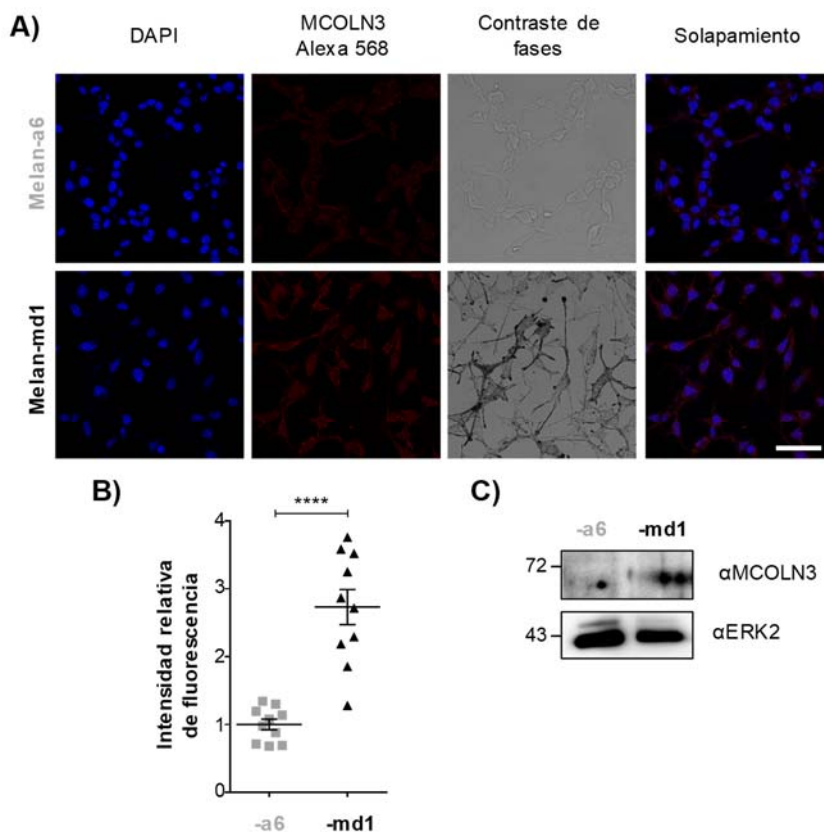 A)
DAPI
MCOLN3
Alexa 568
Contraste de
fases
Solapamiento
Melan-a6
Melan-md1
B)
****
Intensidad relativa
de fluorescencia
4
3
2
1
0
-a6
-md1
C)
-a6
-md1
72
αMCOLN3
43
αERK2